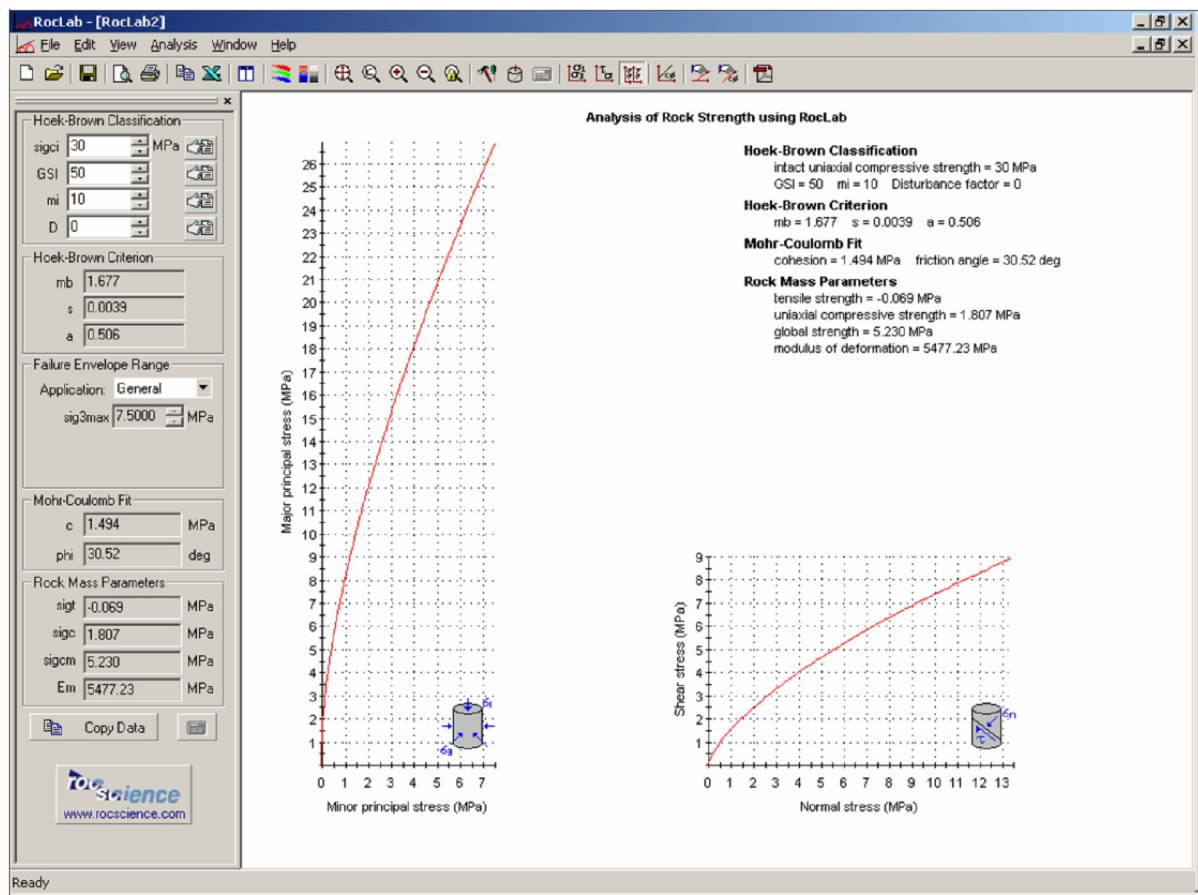 RocLab - [RocLab2]
File Edit View Analysis Window Help
Hoek-Brown Classification
sigci 30 MPa
GSI 50
mi 10
D 0
Hoek-Brown Criterion
mb 1.677
s 0.0039
a 0.506
Failure Envelope Range
Application: General
sig3max 7.5000 MPa
Mohr-Coulomb Fit
c 1.494 MPa
phi 30.52 deg
Rock Mass Parameters
sigt -0.069 MPa
sigc 1.807 MPa
sigcm 5.230 MPa
Em 5477.23 MPa
Copy Data
rocscience
www.rocscience.com
Analysis of Rock Strength using RocLab
Hoek-Brown Classification
intact uniaxial compressive strength = 30 MPa
GSI = 50 mi = 10 Disturbance factor = 0
Hoek-Brown Criterion
mb = 1.677 s = 0.0039 a = 0.506
Mohr-Coulomb Fit
cohesion = 1.494 MPa friction angle = 30.52 deg
Rock Mass Parameters
tensile strength = -0.069 MPa
uniaxial compressive strength = 1.807 MPa
global strength = 5.230 MPa
modulus of deformation = 5477.23 MPa
Major principal stress (MPa)
26
25
24
23
22
21
20
19
18
17
16
15
14
13
12
11
10
9
8
7
6
5
4
3
2
1
0 1 2 3 4 5 6 7
Minor principal stress (MPa)
σ1
σ3
Shear stress (MPa)
9
8
7
6
5
4
3
2
1
0 1 2 3 4 5 6 7 8 9 10 11 12 13
Normal stress (MPa)
σn
τ
Ready